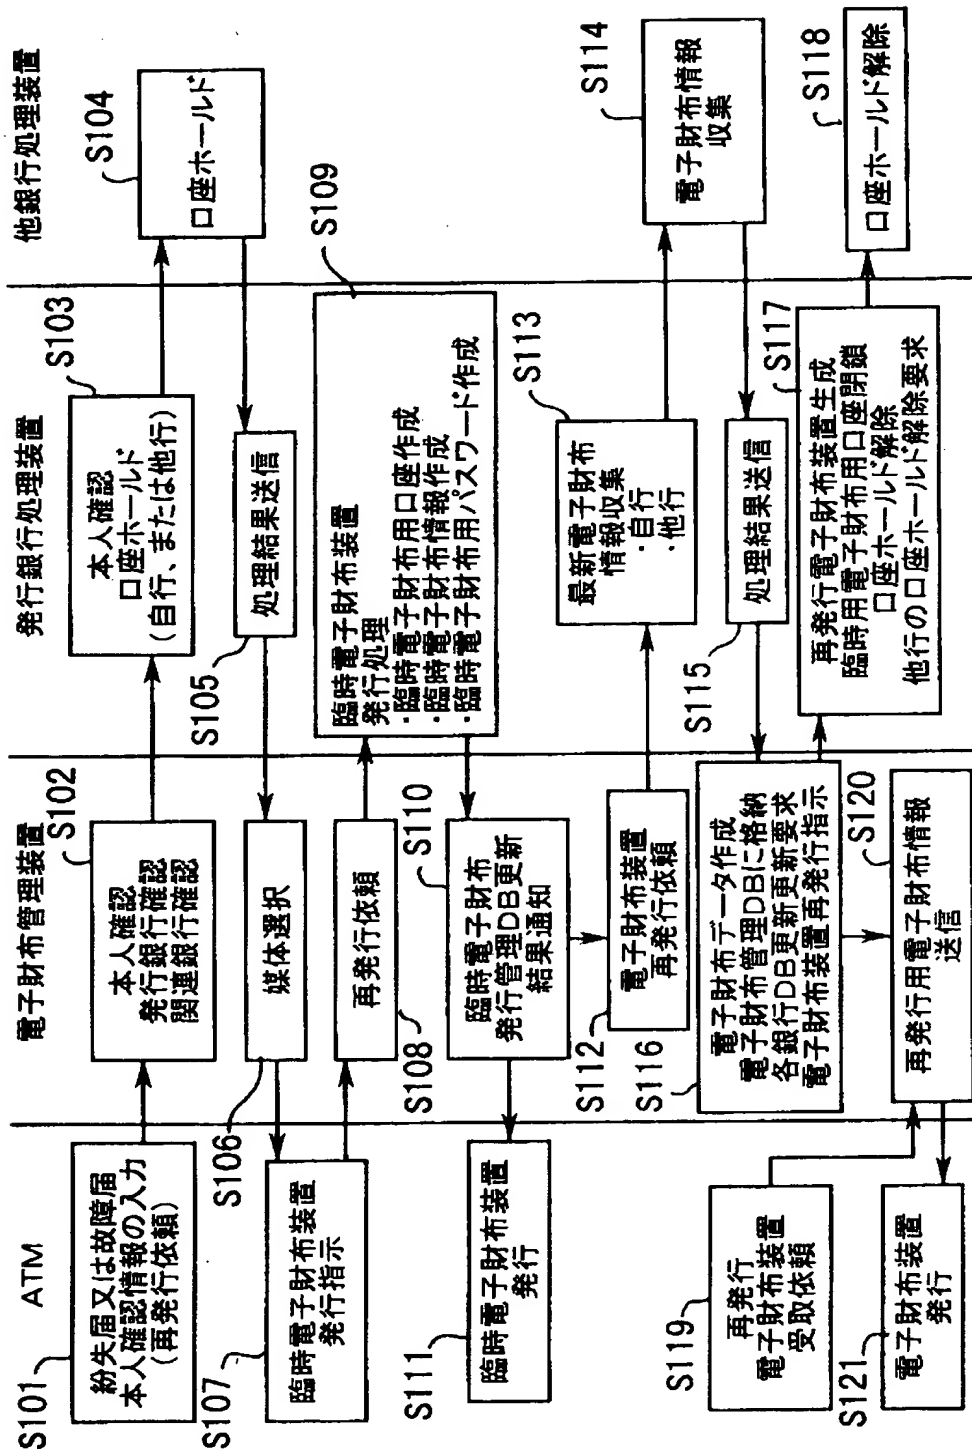 ATM
電子財布管理装置
発行銀行処理装置
他銀行処理装置
S101
紛失届又は故障届
本人確認情報の入力
(再発行依頼)
S102
本人確認
発行銀行確認
関連銀行確認
S103
本人確認
口座ホールド
(自行、または他行)
S104
口座ホールド
S105
処理結果送信
S106
媒体選択
S107
臨時電子財布装置
発行指示
S108
再発行依頼
S109
臨時電子財布装置
発行処理
・臨時電子財布用口座作成
・臨時電子財布情報作成
・臨時電子財布用パスワード作成
S110
臨時電子財布
発行管理DB更新
結果通知
S111
臨時電子財布装置
発行
S112
電子財布装置
再発行依頼
S113
最新電子財布
情報収集
・自行
・他行
S114
電子財布情報
収集
S115
処理結果送信
S116
電子財布データ作成
電子財布管理DBに格納
各銀行DB更新更新要求
電子財布装置再発行指示
S117
再発行電子財布装置生成
臨時用電子財布用口座閉鎖
口座ホールド解除
他行の口座ホールド解除要求
S118
口座ホールド解除
S119
再発行
電子財布装置
受取依頼
S120
再発行用電子財布情報
送信
S121
電子財布装置
発行